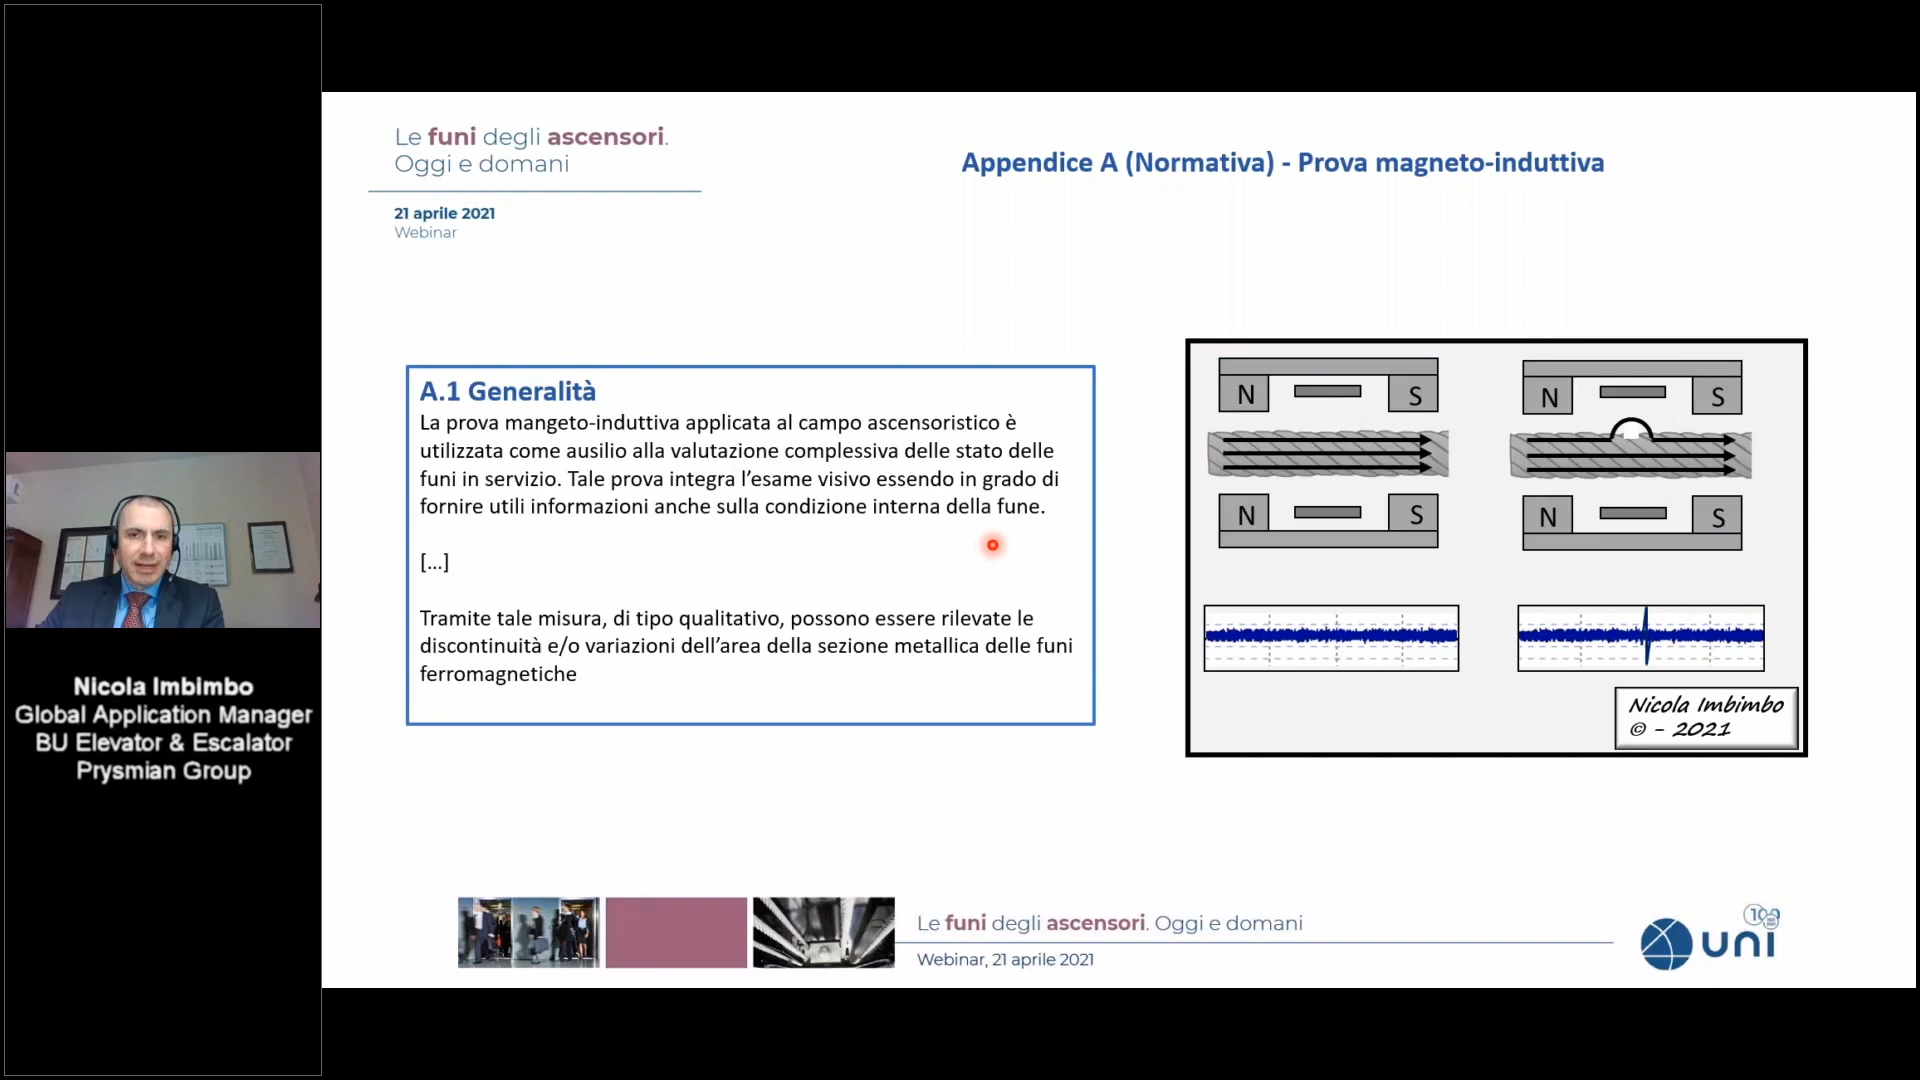 Le funi degli ascensori.
Oggi e domani
21 aprile 2021
Webinar
Appendice A (Normativa) - Prova magneto-induttiva
A.1 Generalità
La prova mangeto-induttiva applicata al campo ascensoristico è
utilizzata come ausilio alla valutazione complessiva delle stato delle
funi in servizio. Tale prova integra l'esame visivo essendo in grado di
fornire utili informazioni anche sulla condizione interna della fune.
[...]
Tramite tale misura, di tipo qualitativo, possono essere rilevate le
discontinuità e/o variazioni dell'area della sezione metallica delle funi
ferromagnetiche
N S
N S
N S
N S
Nicola Imbimbo
© - 2021
Nicola Imbimbo
Global Application Manager
BU Elevator & Escalator
Prysmian Group
Le funi degli ascensori. Oggi e domani
Webinar, 21 aprile 2021
100
uni